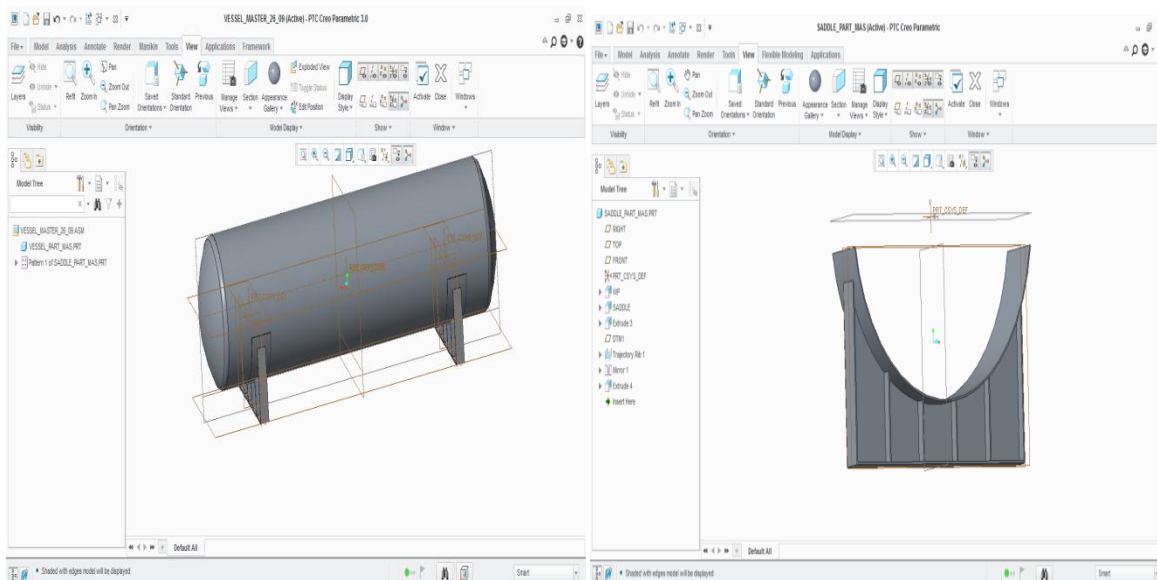 VESSEL_MASTER_26_09 (Active) - PTC Creo Parametric 3.0
File Model Analysis Annotate Render Manikin Tools View Applications Framework
Hide Pan Exploded View
Unhide Zoom Out Toggle Status
Status Pan Zoom Edit Position
Layers Refit Zoom In Saved Orientations Standard Orientation Previous Manage Views Section Appearance Gallery Display Style Activate Close Windows
Visibility Orientation Model Display Show Window
Model Tree
VESSEL_MASTER_26_09.ASM
VESSEL_PART_MAS.PRT
Pattern 1 of SADDLE_PART_MAS.PRT
Default All
Shaded with edges model will be displayed
Smart
SADDLE_PART_MAS (Active) - PTC Creo Parametric
File Model Analysis Annotate Render Tools View Flexible Modeling Applications
Hide Pan
Unhide Zoom Out
Status Pan Zoom
Layers Refit Zoom In Saved Orientations Standard Orientation Previous Appearance Gallery Section Manage Views Display Style Activate Close Windows
Visibility Orientation Model Display Show Window
Model Tree
SADDLE_PART_MAS.PRT
RIGHT
TOP
FRONT
PRT_CSYS_DEF
WP
SADDLE
Extrude 3
DTM1
Trajectory Rib 1
Mirror 1
Extrude 4
Insert Here
PRT_CSYS_DEF
Default All
Shaded with edges model will be displayed
Smart